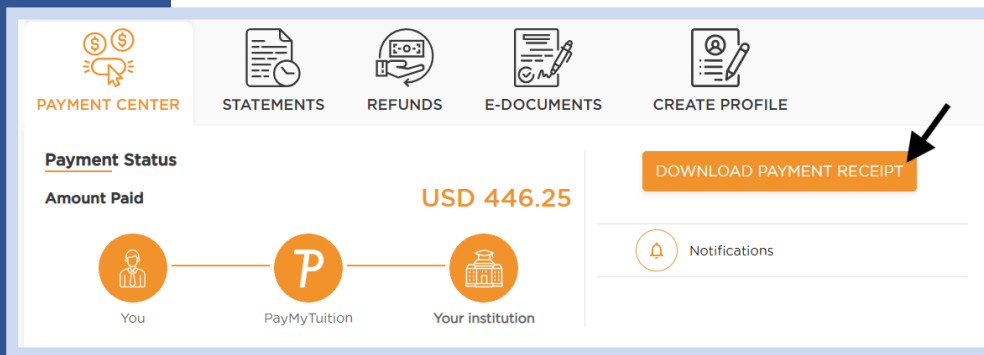 PAYMENT CENTER
STATEMENTS
REFUNDS
E-DOCUMENTS
CREATE PROFILE
Payment Status
DOWNLOAD PAYMENT RECEIPT
Amount Paid
USD 446.25
Notifications
You
PayMyTuition
Your institution